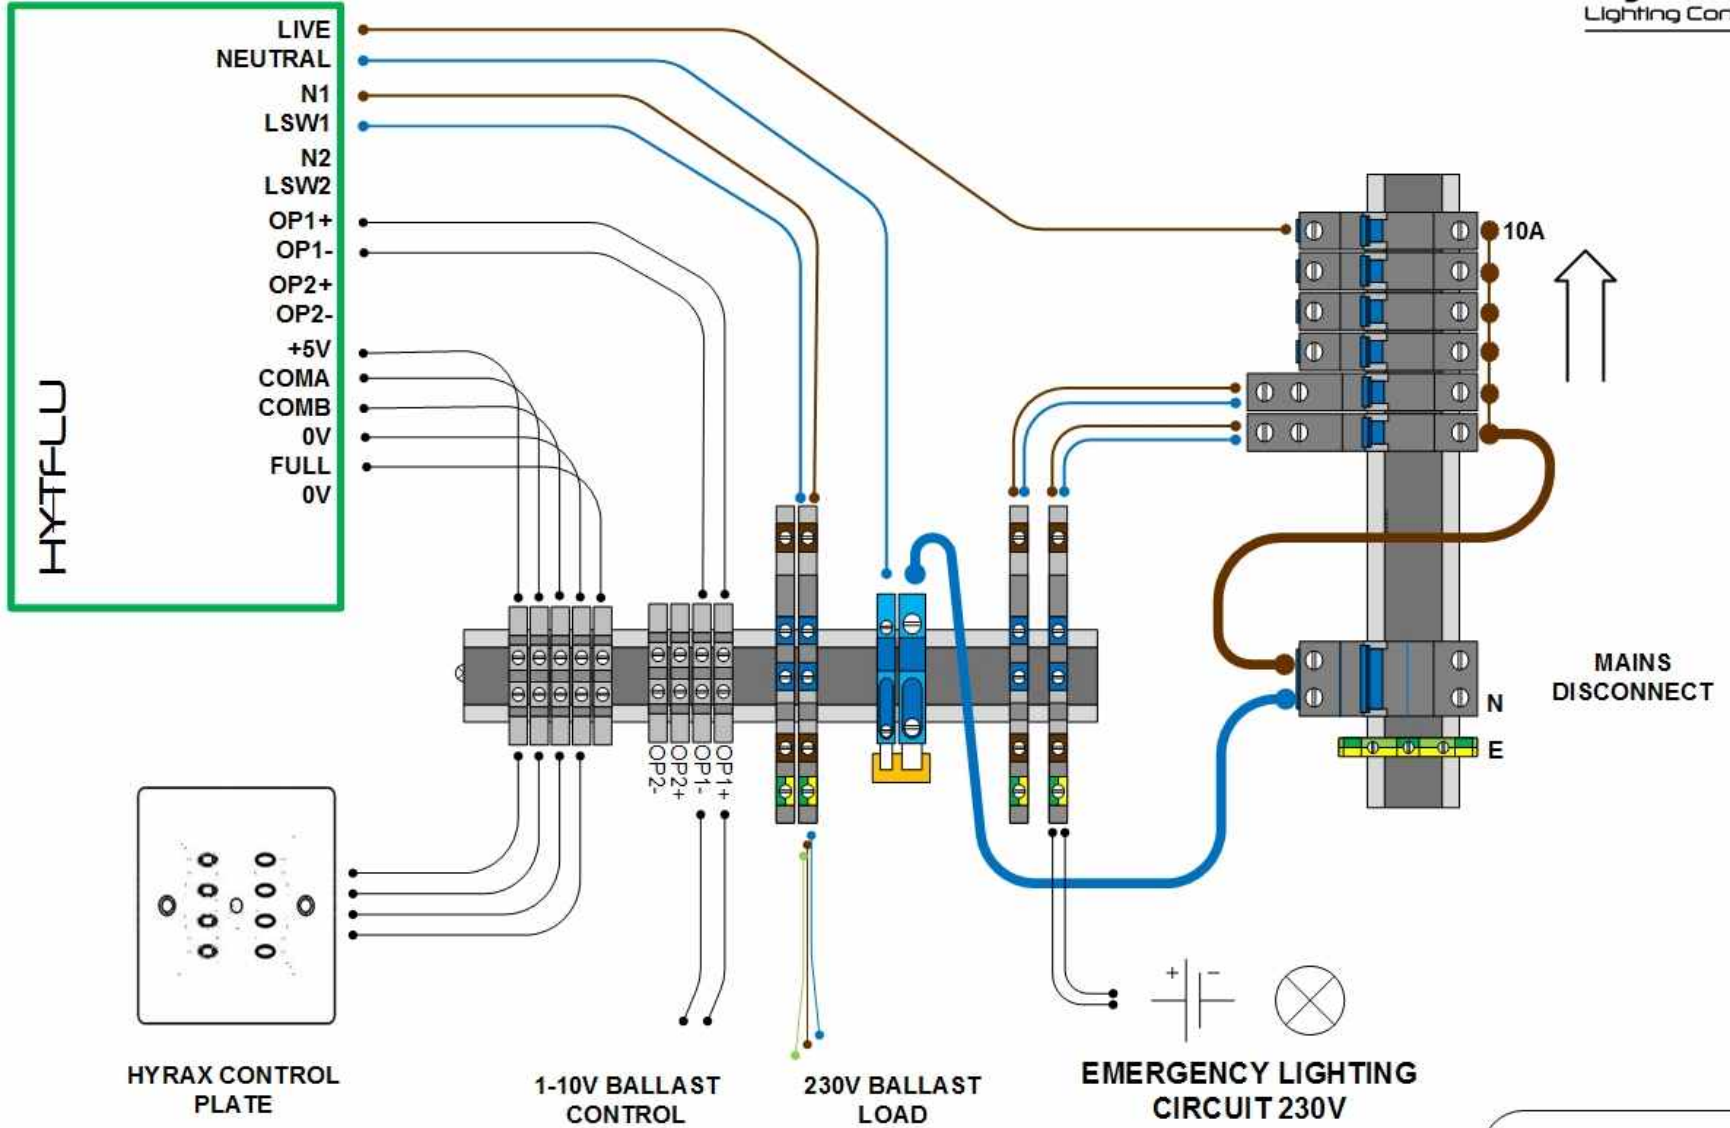 Lighting Con
LIVE
NEUTRAL
N1
LSW1
N2
LSW2
OP1+
OP1-
OP2+
OP2-
+5V
COMA
COMB
0V
FULL
0V
HYTFLU
10A
MAINS
DISCONNECT
N
E
OP2-
OP2+
OP1-
OP1+
+ -
HYRAX CONTROL
PLATE
1-10V BALLAST
CONTROL
230V BALLAST
LOAD
EMERGENCY LIGHTING
CIRCUIT 230V